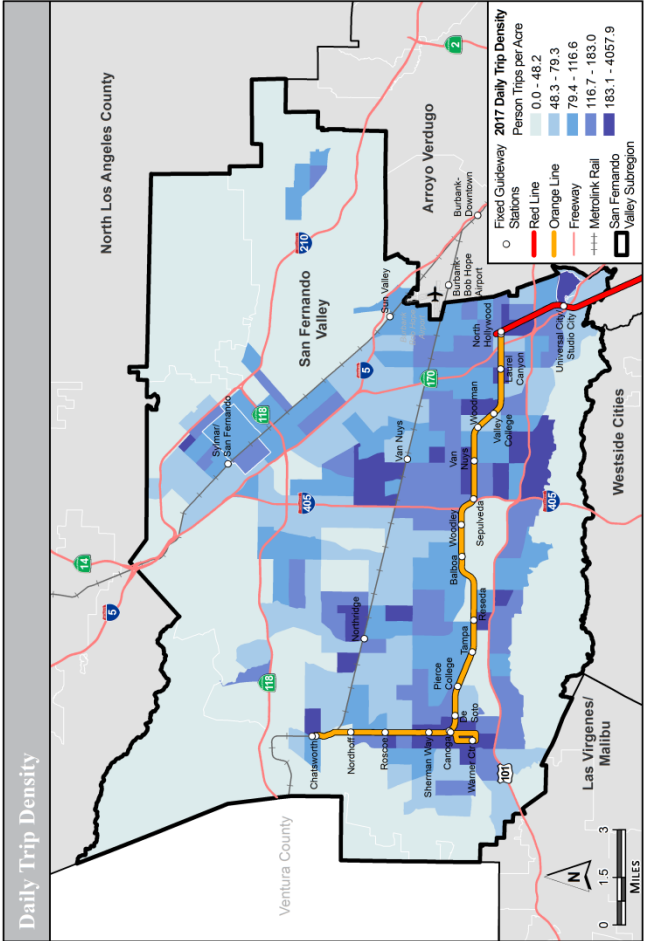 Daily Trip Density
North Los Angeles County
Ventura County
San Fernando
Valley
Arroyo Verdugo
Westside Cities
Las Virgenes/
Malibu
14
5
210
2
118
118
405
5
170
405
101
Sylmar/
San Fernando
Sun Valley
Burbank-
Downtown
Burbank-
Bob Hope
Airport
Van Nuys
Northridge
Chatsworth
Nordhoff
Roscoe
Sherman Way
Canoga
Warner Ctr
De
Soto
Pierce
College
Tampa
Reseda
Balboa
Woodley
Sepulveda
Van
Nuys
Woodman
Valley
College
Laurel
Canyon
North
Hollywood
Universal City/
Studio City
0 1.5 3
MILES
N
Fixed Guideway
Stations
Red Line
Orange Line
Freeway
Metrolink Rail
San Fernando
Valley Subregion
2017 Daily Trip Density
Person Trips per Acre
0.0 - 48.2
48.3 - 79.3
79.4 - 116.6
116.7 - 183.0
183.1 - 4057.9